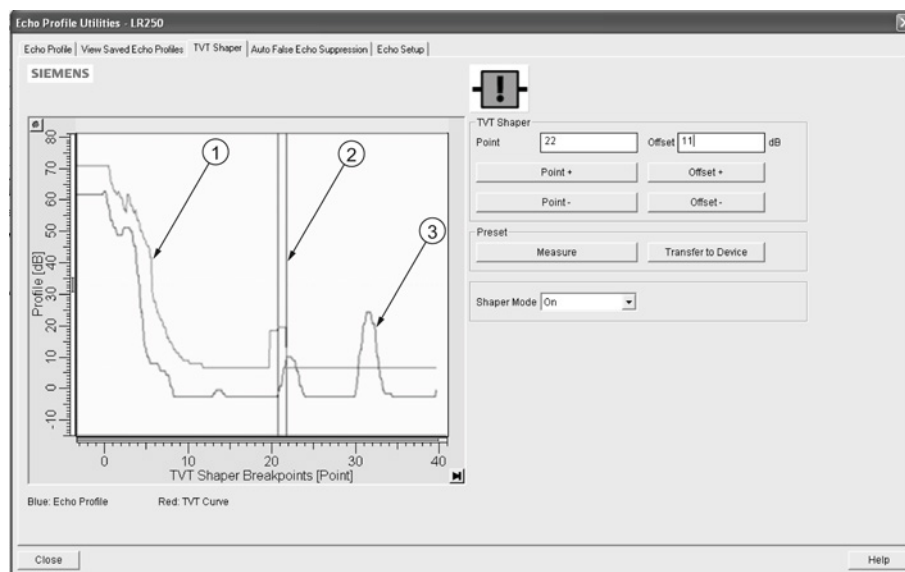 Echo Profile Utilities - LR250
Echo Profile | View Saved Echo Profiles | TVT Shaper | Auto False Echo Suppression | Echo Setup
SIEMENS
!
TVT Shaper
Point 22 Offset 11 dB
Point + Offset +
Point - Offset -
Preset
Measure Transfer to Device
Shaper Mode On
Profile [dB]
80
70
60
50
40
30
20
10
0
-10
1
2
3
0 10 20 30 40
TVT Shaper Breakpoints [Point]
Blue: Echo Profile Red: TVT Curve
Close Help